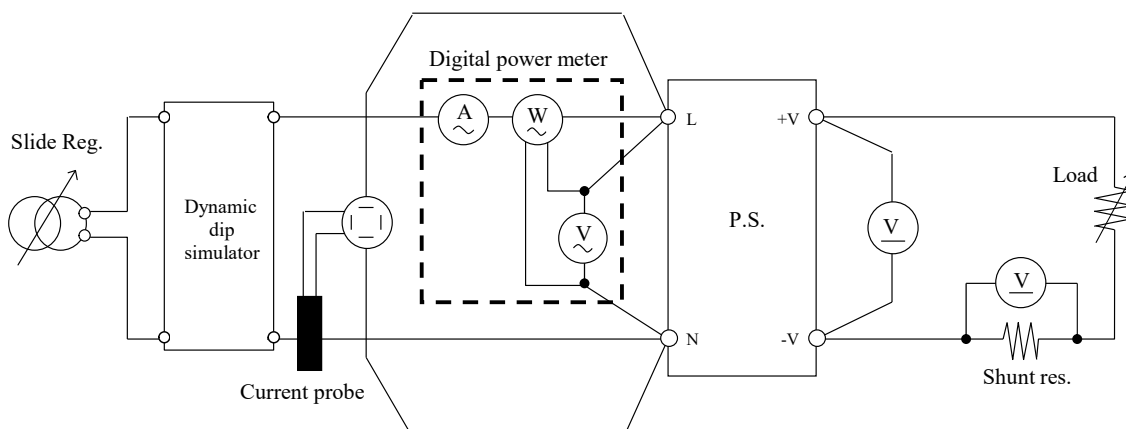 Digital power meter
Slide Reg.
A
W
L
+V
Dynamic
dip
simulator
V
P.S.
V
Load
V
N
-V
Current probe
Shunt res.